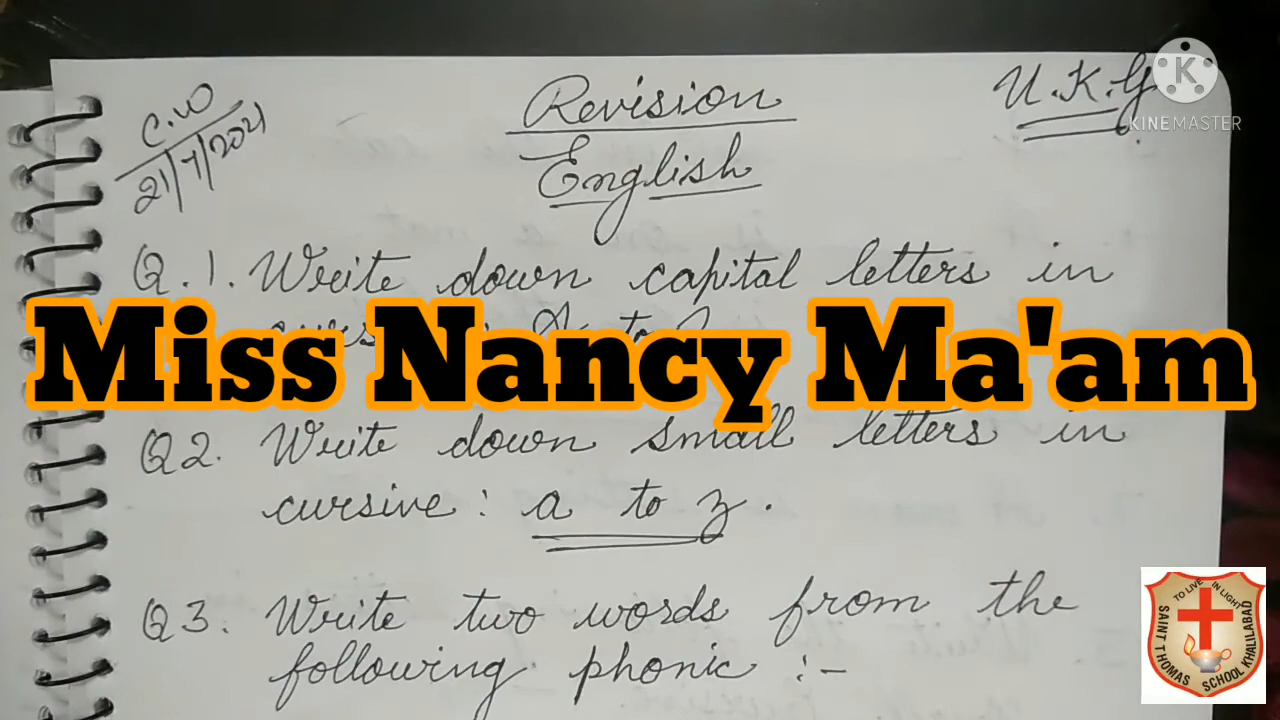 C.W
21/7/2021
Revision
English
U.K.G
KINEMASTER
Q.1. Write down capital letters in
to
Miss Nancy Ma'am
Q2. Write down small letters in
cursive : a to z.
Q3. Write two words from the
following phonic :-
TO LIVE IN LIGHT
SAINT THOMAS SCHOOL KHALILABAD